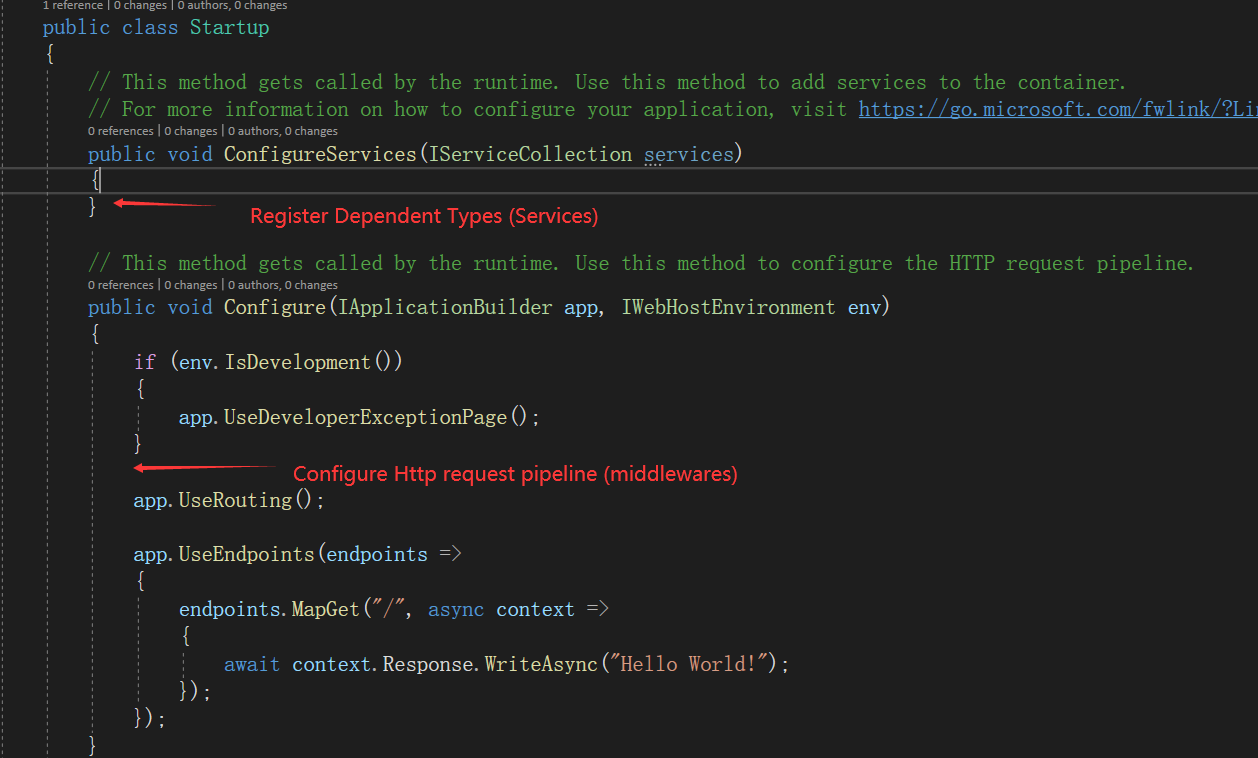 1 reference | 0 changes | 0 authors, 0 changes
public class Startup
{
// This method gets called by the runtime. Use this method to add services to the container.
// For more information on how to configure your application, visit https://go.microsoft.com/fwlink/?Li
0 references | 0 changes | 0 authors, 0 changes
public void ConfigureServices(IServiceCollection services)
{
}
Register Dependent Types (Services)
// This method gets called by the runtime. Use this method to configure the HTTP request pipeline.
0 references | 0 changes | 0 authors, 0 changes
public void Configure(IApplicationBuilder app, IWebHostEnvironment env)
{
if (env.IsDevelopment())
{
app.UseDeveloperExceptionPage();
}
Configure Http request pipeline (middlewares)
app.UseRouting();
app.UseEndpoints(endpoints =>
{
endpoints.MapGet("/", async context =>
{
await context.Response.WriteAsync("Hello World!");
});
});
}